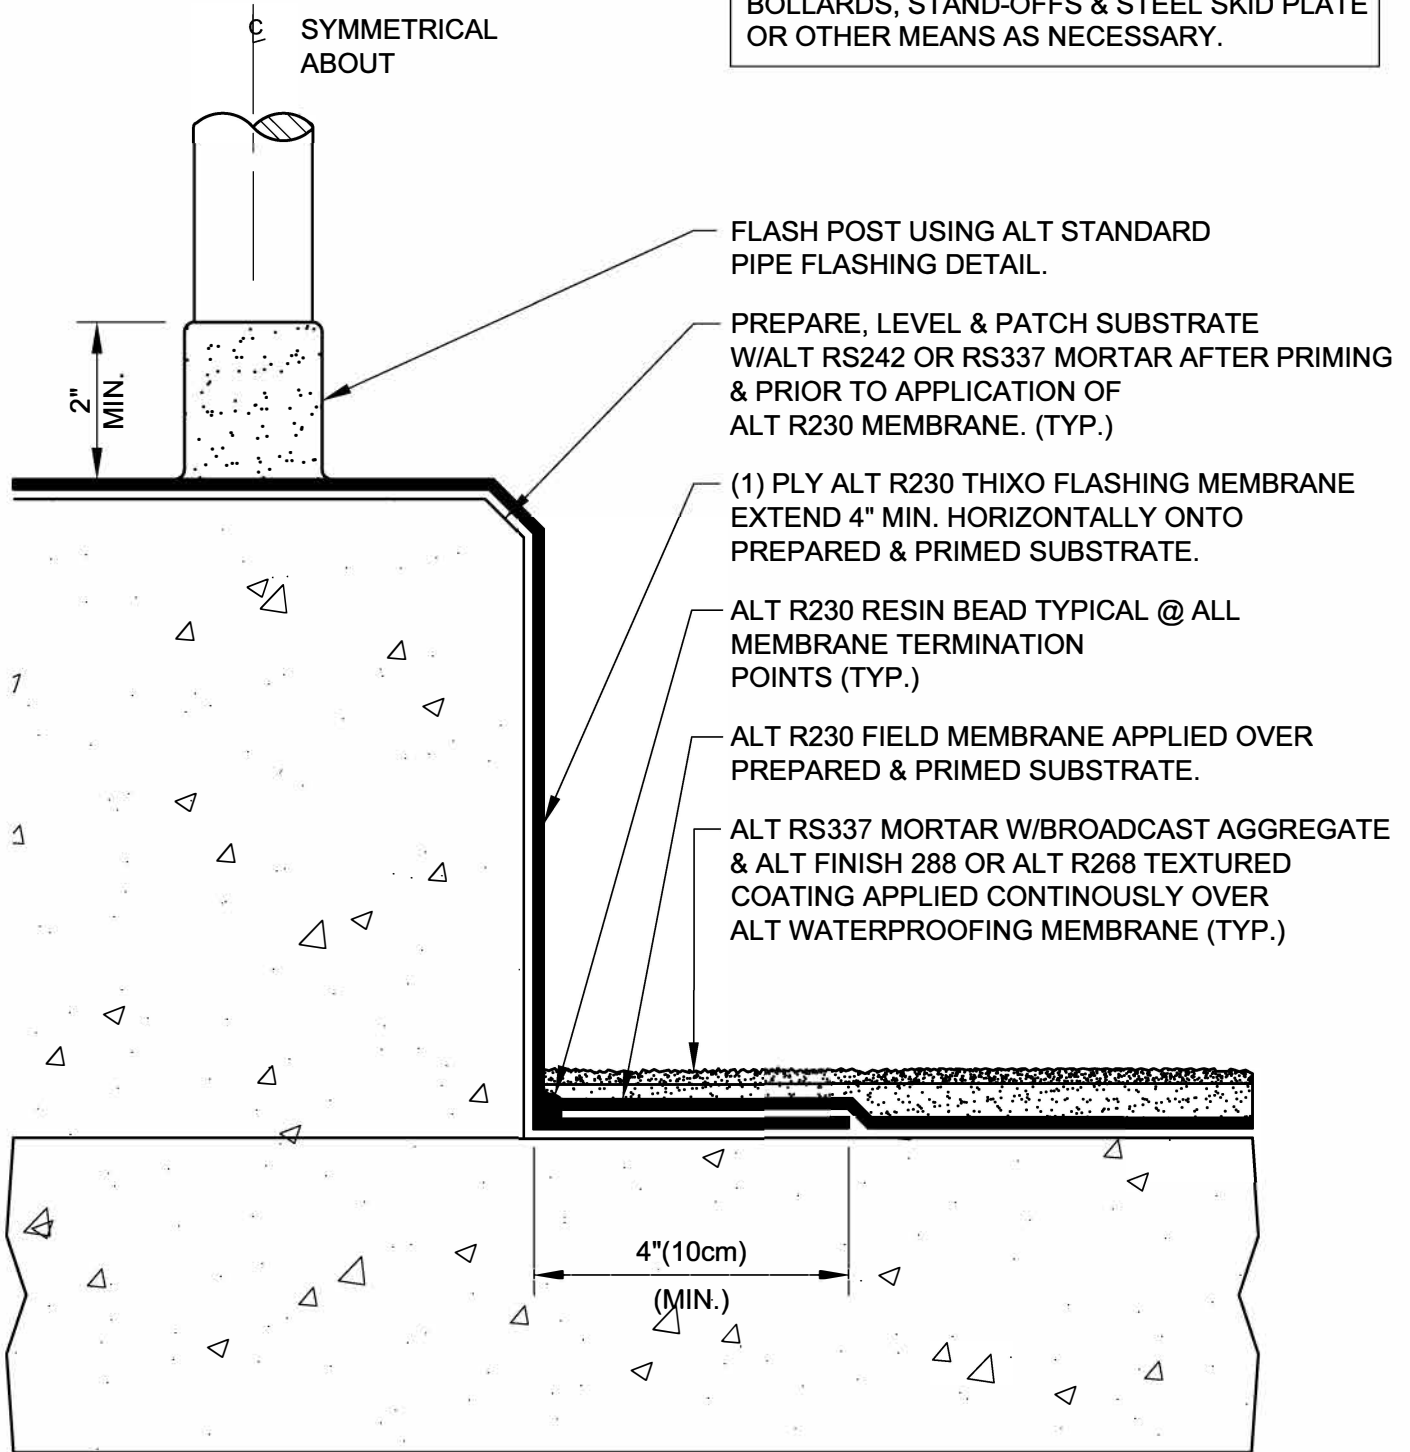 BOLLARDS, STAND-OFFS & STEEL SKID PLATE
OR OTHER MEANS AS NECESSARY.
SYMMETRICAL
ABOUT
FLASH POST USING ALT STANDARD
PIPE FLASHING DETAIL.
PREPARE, LEVEL & PATCH SUBSTRATE
W/ALT RS242 OR RS337 MORTAR AFTER PRIMING
& PRIOR TO APPLICATION OF
ALT R230 MEMBRANE. (TYP.)
2"
MIN.
(1) PLY ALT R230 THIXO FLASHING MEMBRANE
EXTEND 4" MIN. HORIZONTALLY ONTO
PREPARED & PRIMED SUBSTRATE.
ALT R230 RESIN BEAD TYPICAL @ ALL
MEMBRANE TERMINATION
POINTS (TYP.)
ALT R230 FIELD MEMBRANE APPLIED OVER
PREPARED & PRIMED SUBSTRATE.
ALT RS337 MORTAR W/BROADCAST AGGREGATE
& ALT FINISH 288 OR ALT R268 TEXTURED
COATING APPLIED CONTINOUSLY OVER
ALT WATERPROOFING MEMBRANE (TYP.)
4"(10cm)
(MIN.)